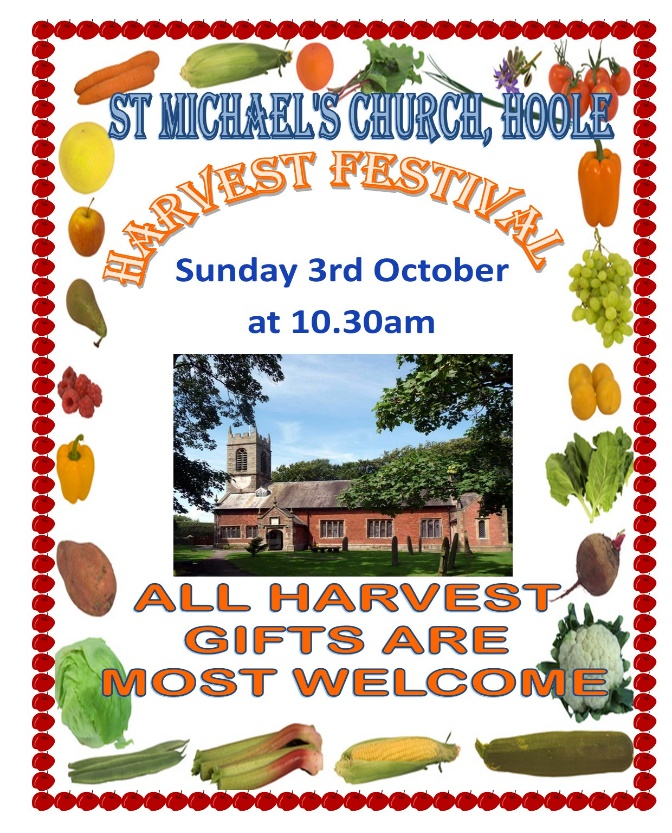 ST MICHAEL'S CHURCH, HOOLE
HARVEST FESTIVAL
Sunday 3rd October
at 10.30am
ALL HARVEST
GIFTS ARE
MOST WELCOME